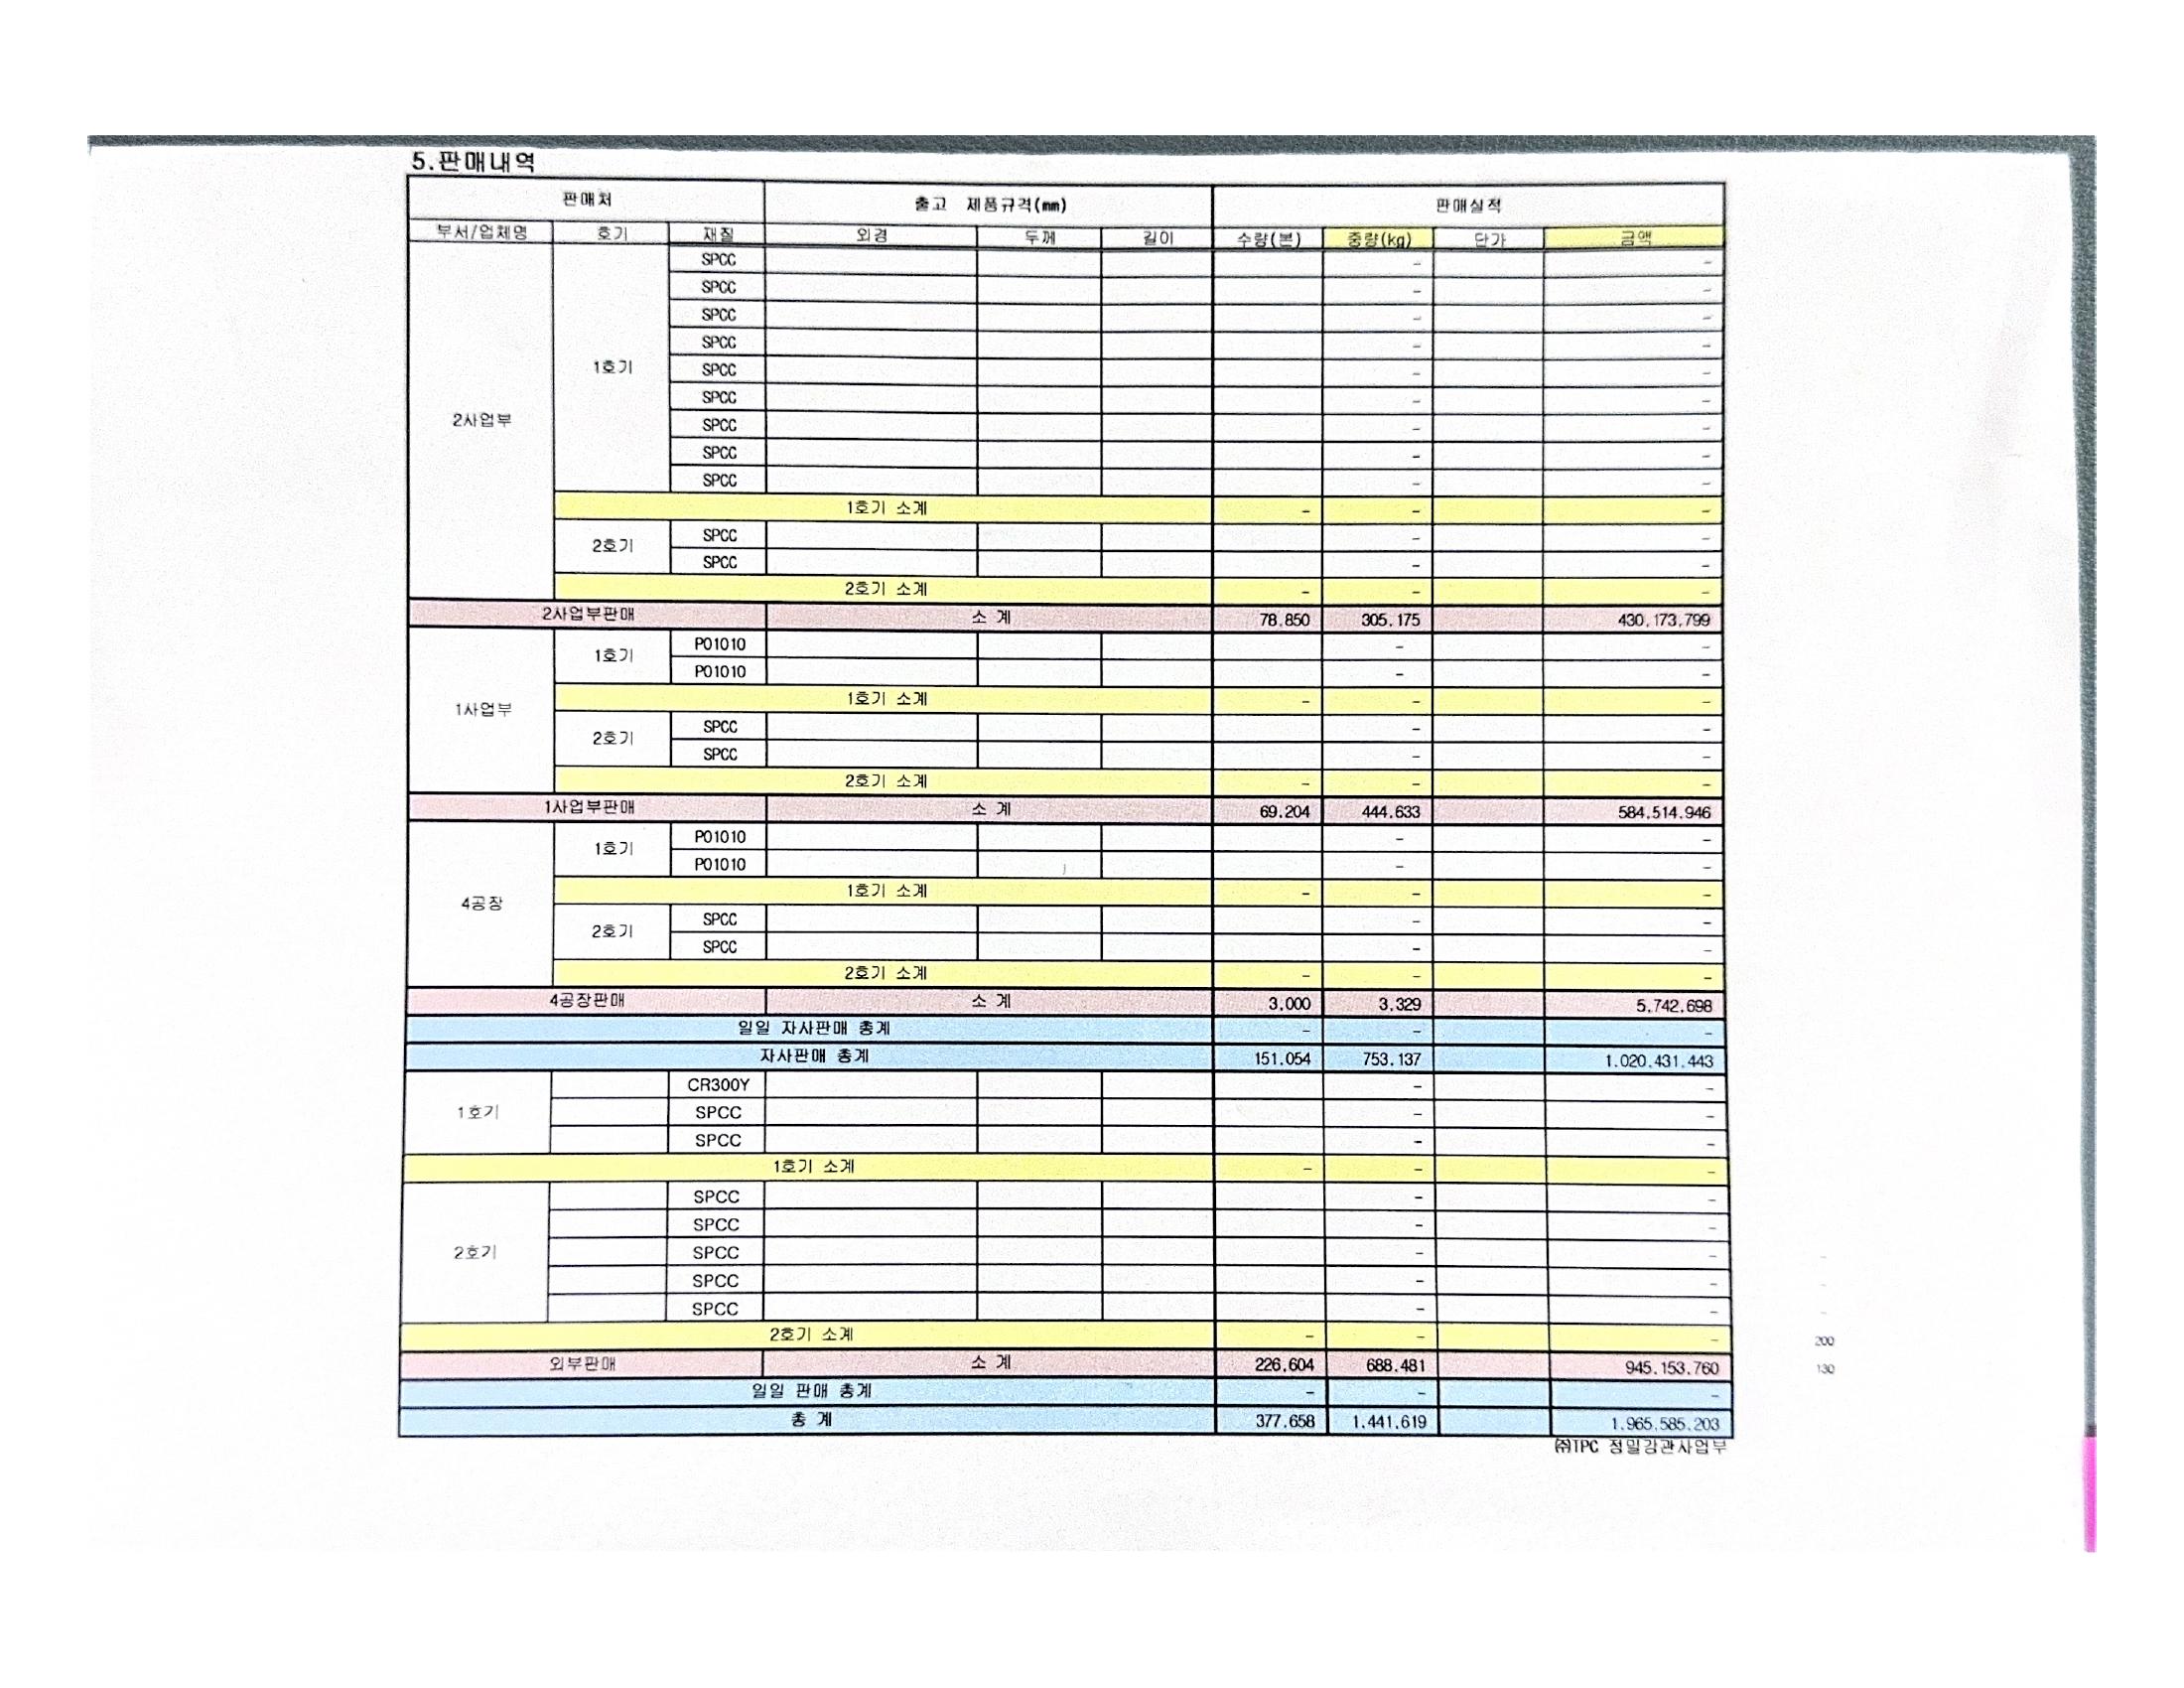 5.판매내역
판매처 출고 제품규격(mm) 판매실적
부서/업체명 호기 재질 외경 두께 길이 수량(본) 중량(kg) 단가 금액
2사업부 1호기 SPCC - -
SPCC - -
SPCC - -
SPCC - -
SPCC - -
SPCC - -
SPCC - -
SPCC - -
SPCC - -
1호기 소계 - - -
2호기 SPCC - -
SPCC - -
2호기 소계 - - -
2사업부판매 소 계 78.850 305.175 430.173.799
1사업부 1호기 P01010 - -
P01010 - -
1호기 소계 - - -
2호기 SPCC - -
SPCC - -
2호기 소계 - - -
1사업부판매 소 계 69.204 444.633 584.514.946
4공장 1호기 P01010 - -
P01010 - -
1호기 소계 - - -
2호기 SPCC - -
SPCC - -
2호기 소계 - - -
4공장판매 소 계 3.000 3.329 5.742.698
일일 자사판매 총계 - - -
자사판매 총계 151.054 753.137 1.020.431.443
1호기 CR300Y - -
SPCC - -
SPCC - -
1호기 소계 - - -
2호기 SPCC - -
SPCC - -
SPCC - - -
SPCC - - -
SPCC - - -
2호기 소계 - - - 200
외부판매 소 계 226,604 688.481 945.153.760 130
일일 판매 총계 - - -
총 계 377.658 1.441.619 1.965.585.203
㈜TPC 정밀강관사업부